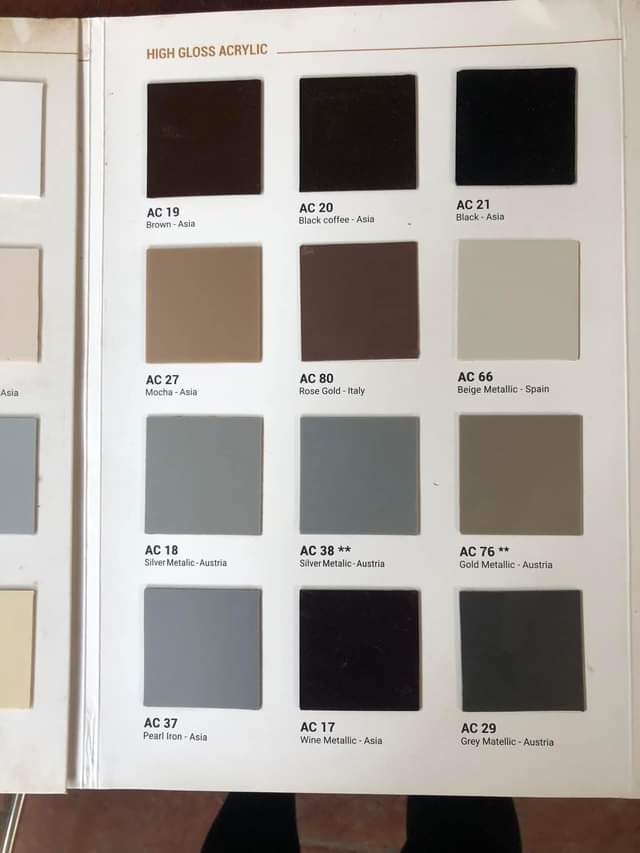 HIGH GLOSS ACRYLIC
AC 19
Brown - Asia
AC 20
Black coffee - Asia
AC 21
Black - Asia
AC 27
Mocha - Asia
AC 80
Rose Gold - Italy
AC 66
Beige Metallic - Spain
Asia
AC 18
Silver Metalic - Austria
AC 38 **
Silver Metalic - Austria
AC 76 **
Gold Metallic - Austria
AC 37
Pearl Iron - Asia
AC 17
Wine Metallic - Asia
AC 29
Grey Matellic - Austria